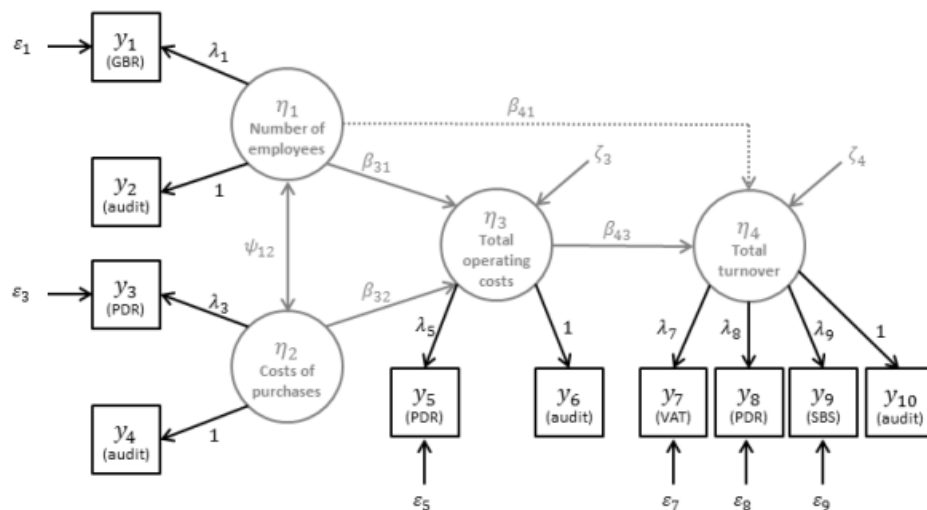 ε₁
y₁
(GBR)
λ₁
η₁
Number of
employees
β₄₁
y₂
(audit)
1
β₃₁
ζ₃
ζ₄
ψ₁₂
η₃
Total
operating
costs
β₄₃
η₄
Total
turnover
ε₃
y₃
(PDR)
λ₃
β₃₂
η₂
Costs of
purchases
λ₅
1
λ₇
λ₈
λ₉
1
y₄
(audit)
1
y₅
(PDR)
y₆
(audit)
y₇
(VAT)
y₈
(PDR)
y₉
(SBS)
y₁₀
(audit)
ε₅
ε₇
ε₈
ε₉